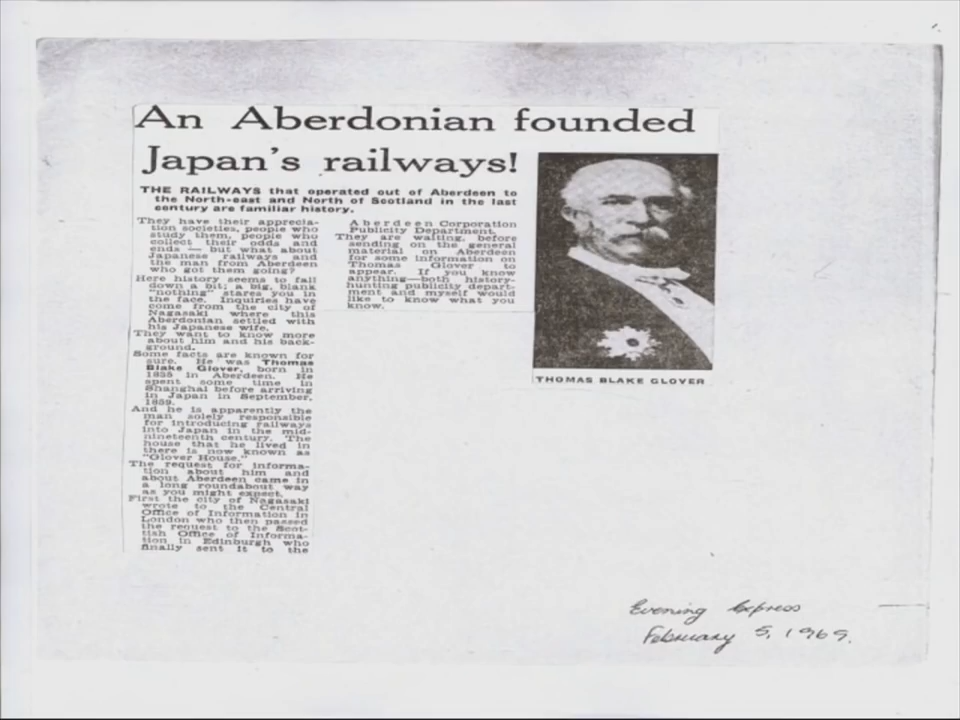 An Aberdonian founded
Japan's railways!
THE RAILWAYS that operated out of Aberdeen to
the North-east and North of Scotland in the last
century are familiar history.
They have their apprecia-
tion societies, people who
study them, people who
collect their odds and
ends — but what about
Japanese railways and
the man from Aberdeen
who got them going?
Here history seems to fall
down a bit; a big, blank
"nothing" stares you in
the face. Inquiries have
come from the city of
Nagasaki where this
Aberdonian settled with
his Japanese wife.
They want to know more
about him and his back-
ground.
Some facts are known for
sure. He was Thomas
Blake Glover, born in
1838 in Aberdeen. He
spent some time in
Shanghai before arriving
in Japan in September,
1859.
And he is apparently the
man solely responsible
for introducing railways
into Japan in the mid-
nineteenth century. The
house that he lived in
there is now known as
"Glover House."
The request for informa-
tion about him and
about Aberdeen came in
a long roundabout way
as you might expect.
First the city of Nagasaki
wrote to the Central
Office of Information in
London who then passed
the request to the Scot-
tish Office of Informa-
tion in Edinburgh who
finally sent it to the
Aberdeen Corporation
Publicity Department.
They are waiting, before
sending on the general
material on Aberdeen
for some information on
Thomas Glover to
appear. If you know
anything—both history-
hunting publicity depart-
ment and myself would
like to know what you
know.
THOMAS BLAKE GLOVER
Evening Express
February 5, 1969.